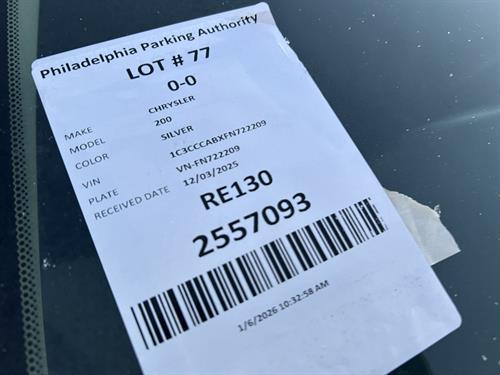 Philadelphia Parking Authority
LOT # 77
0-0
MAKE CHRYSLER
MODEL 200
COLOR SILVER
VIN 1C3CCCABXFN722209
PLATE VN-FN722209
RECEIVED DATE 12/03/2025
RE130
2557093
1/6/2026 10:32:58 AM